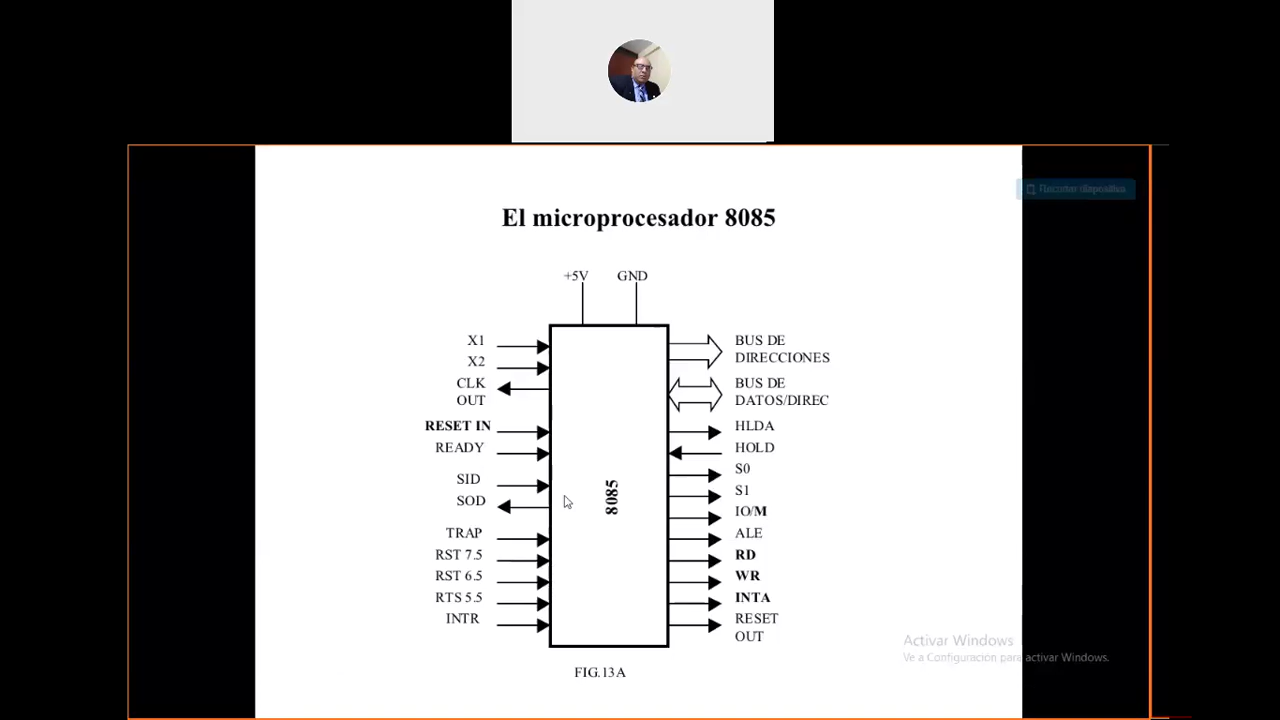 Recortar diapositiva
El microprocesador 8085
+5V GND
X1
X2
CLK
OUT
RESET IN
READY
SID
SOD
TRAP
RST 7.5
RST 6.5
RTS 5.5
INTR
8085
BUS DE
DIRECCIONES
BUS DE
DATOS/DIREC
HLDA
HOLD
S0
S1
IO/M
ALE
RD
WR
INTA
RESET
OUT
FIG.13A
Activar Windows
Ve a Configuración para activar Windows.